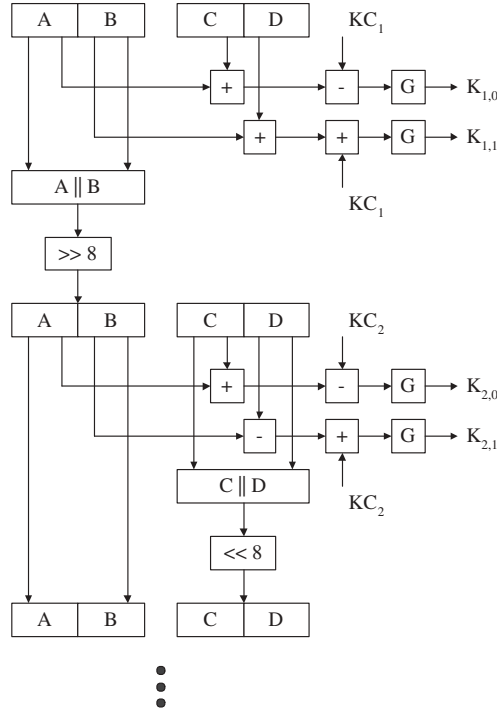 A B C D KC₁
+ - G K₁,₀
+ + G K₁,₁
A || B KC₁
>> 8
A B C D KC₂
+ - G K₂,₀
- + G K₂,₁
C || D KC₂
<< 8
A B C D